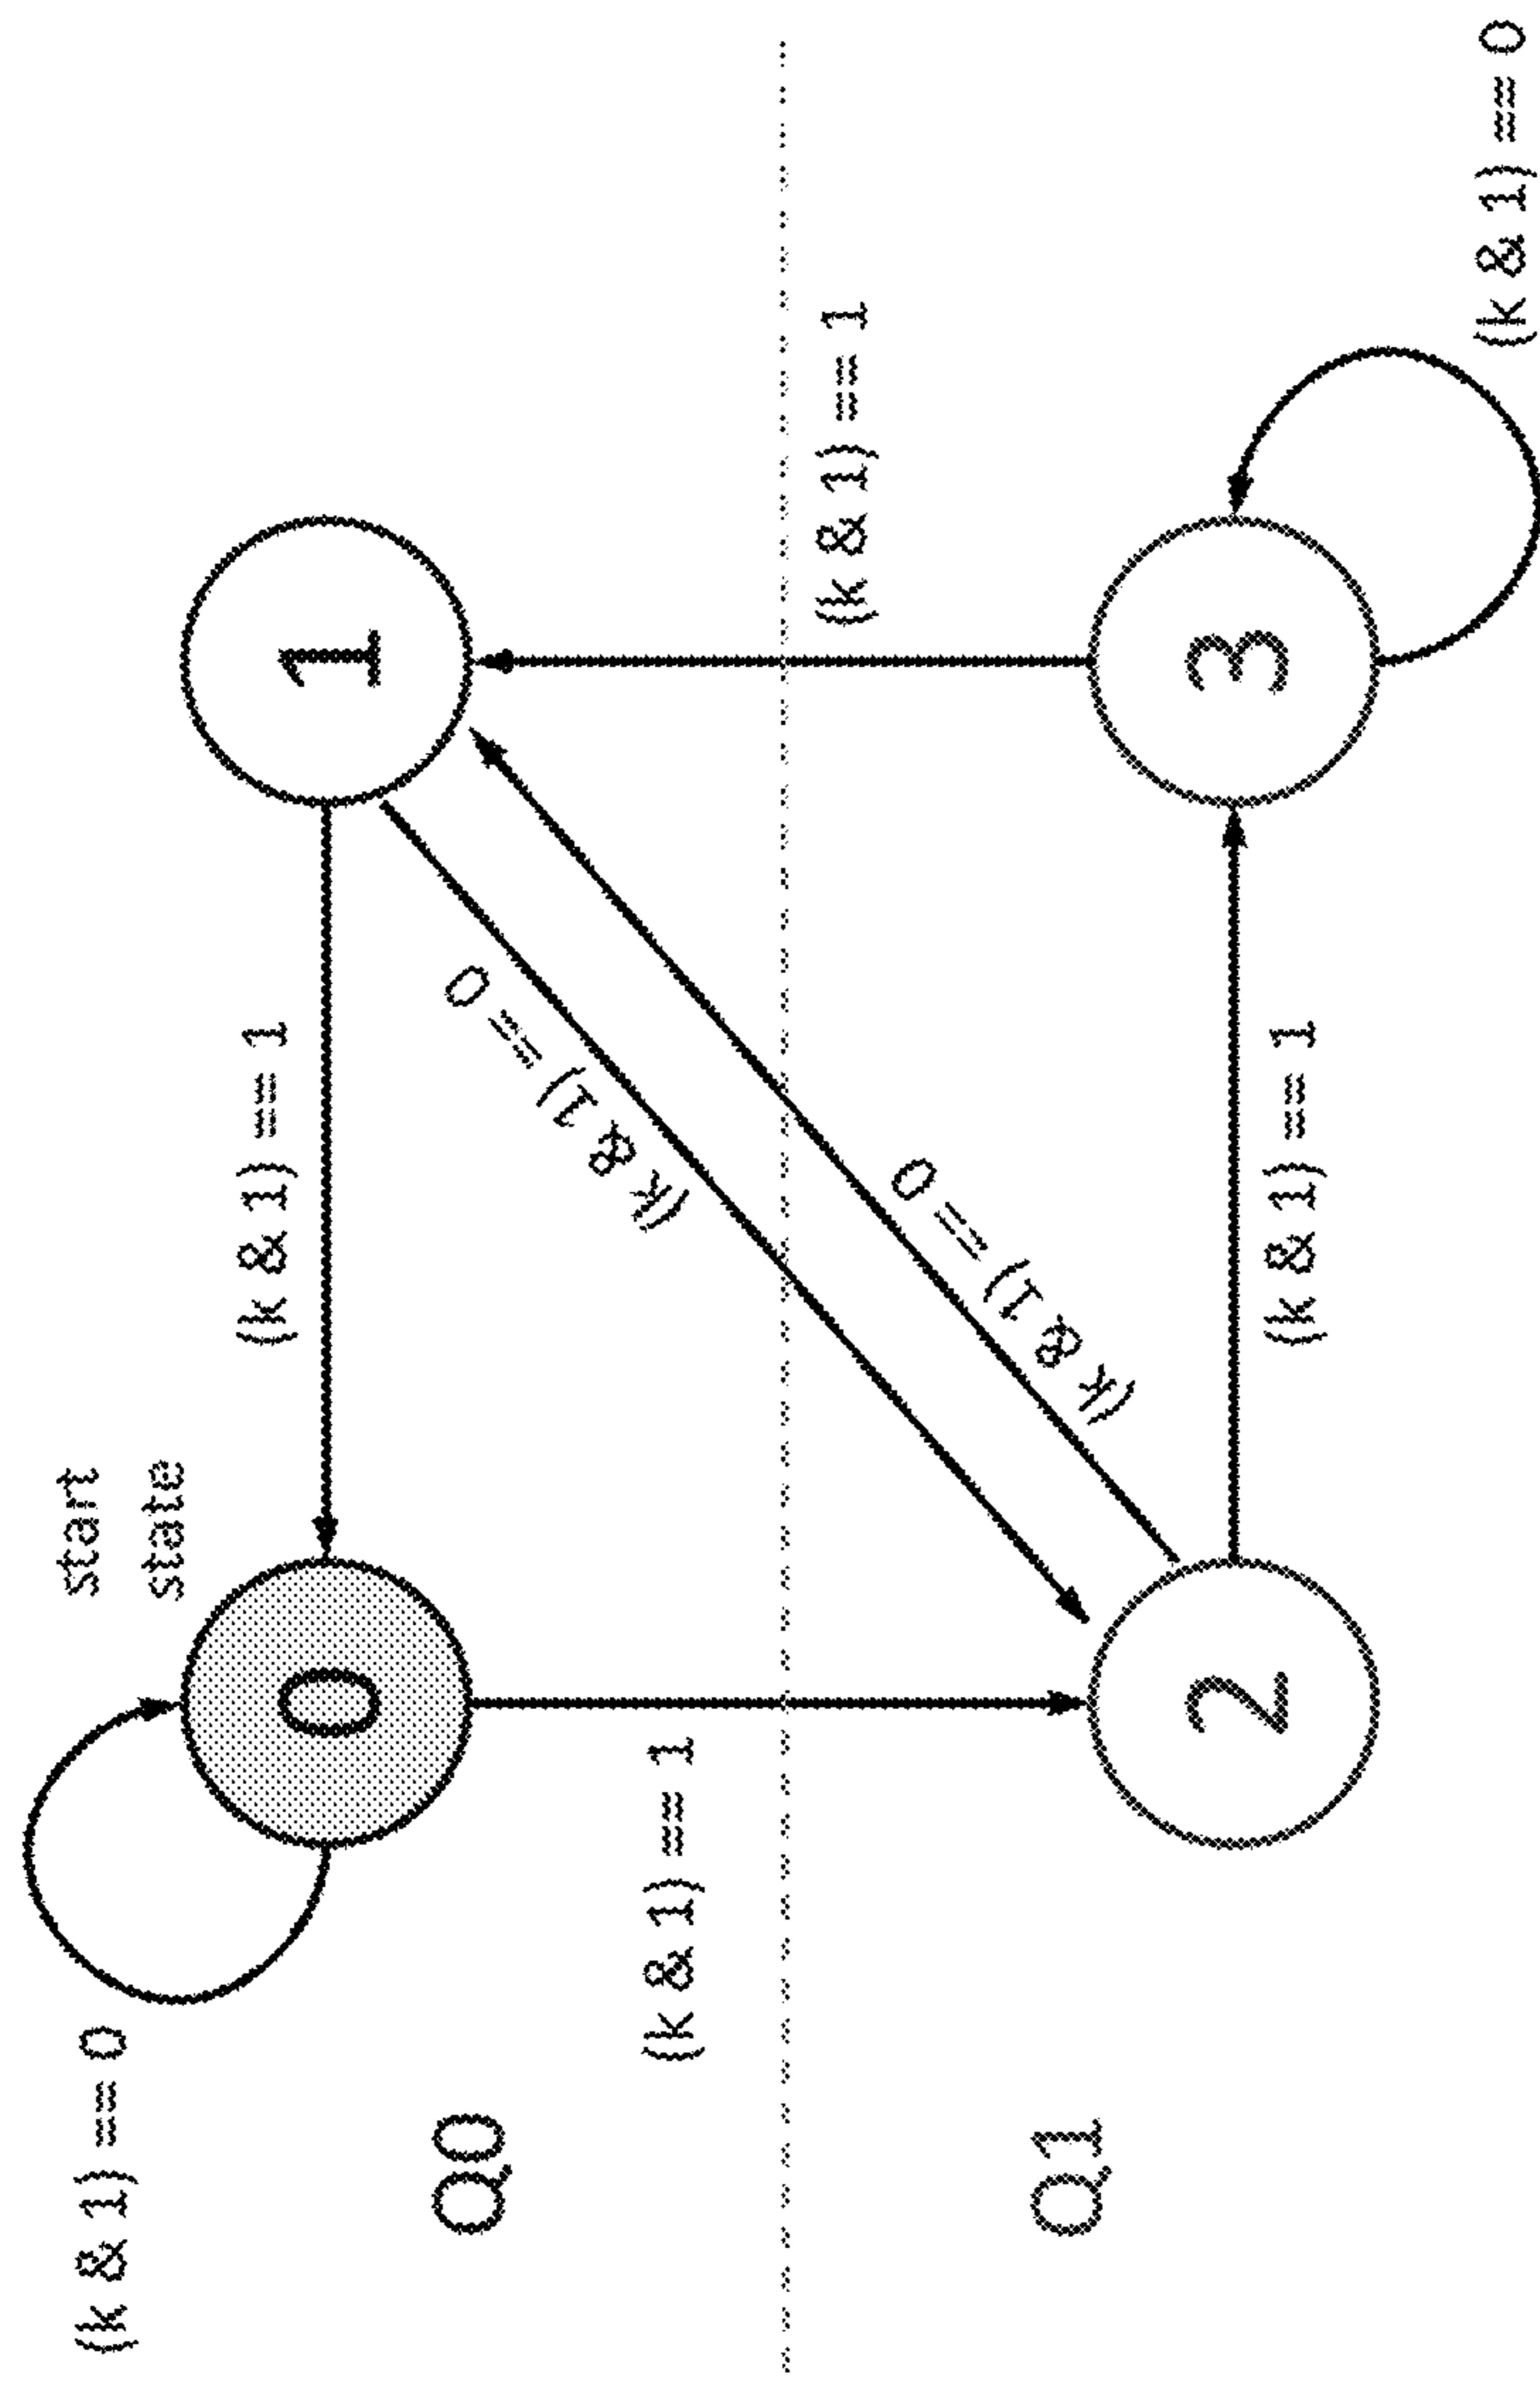 (k & 1) == 0
start
state
0
(k & 1) == 1
1
Q0
(k & 1) == 1
(k & 1) == 0
(k & 1) == 1
(k & 1) == 0
Q1
2
(k & 1) == 1
3
(k & 1) == 0